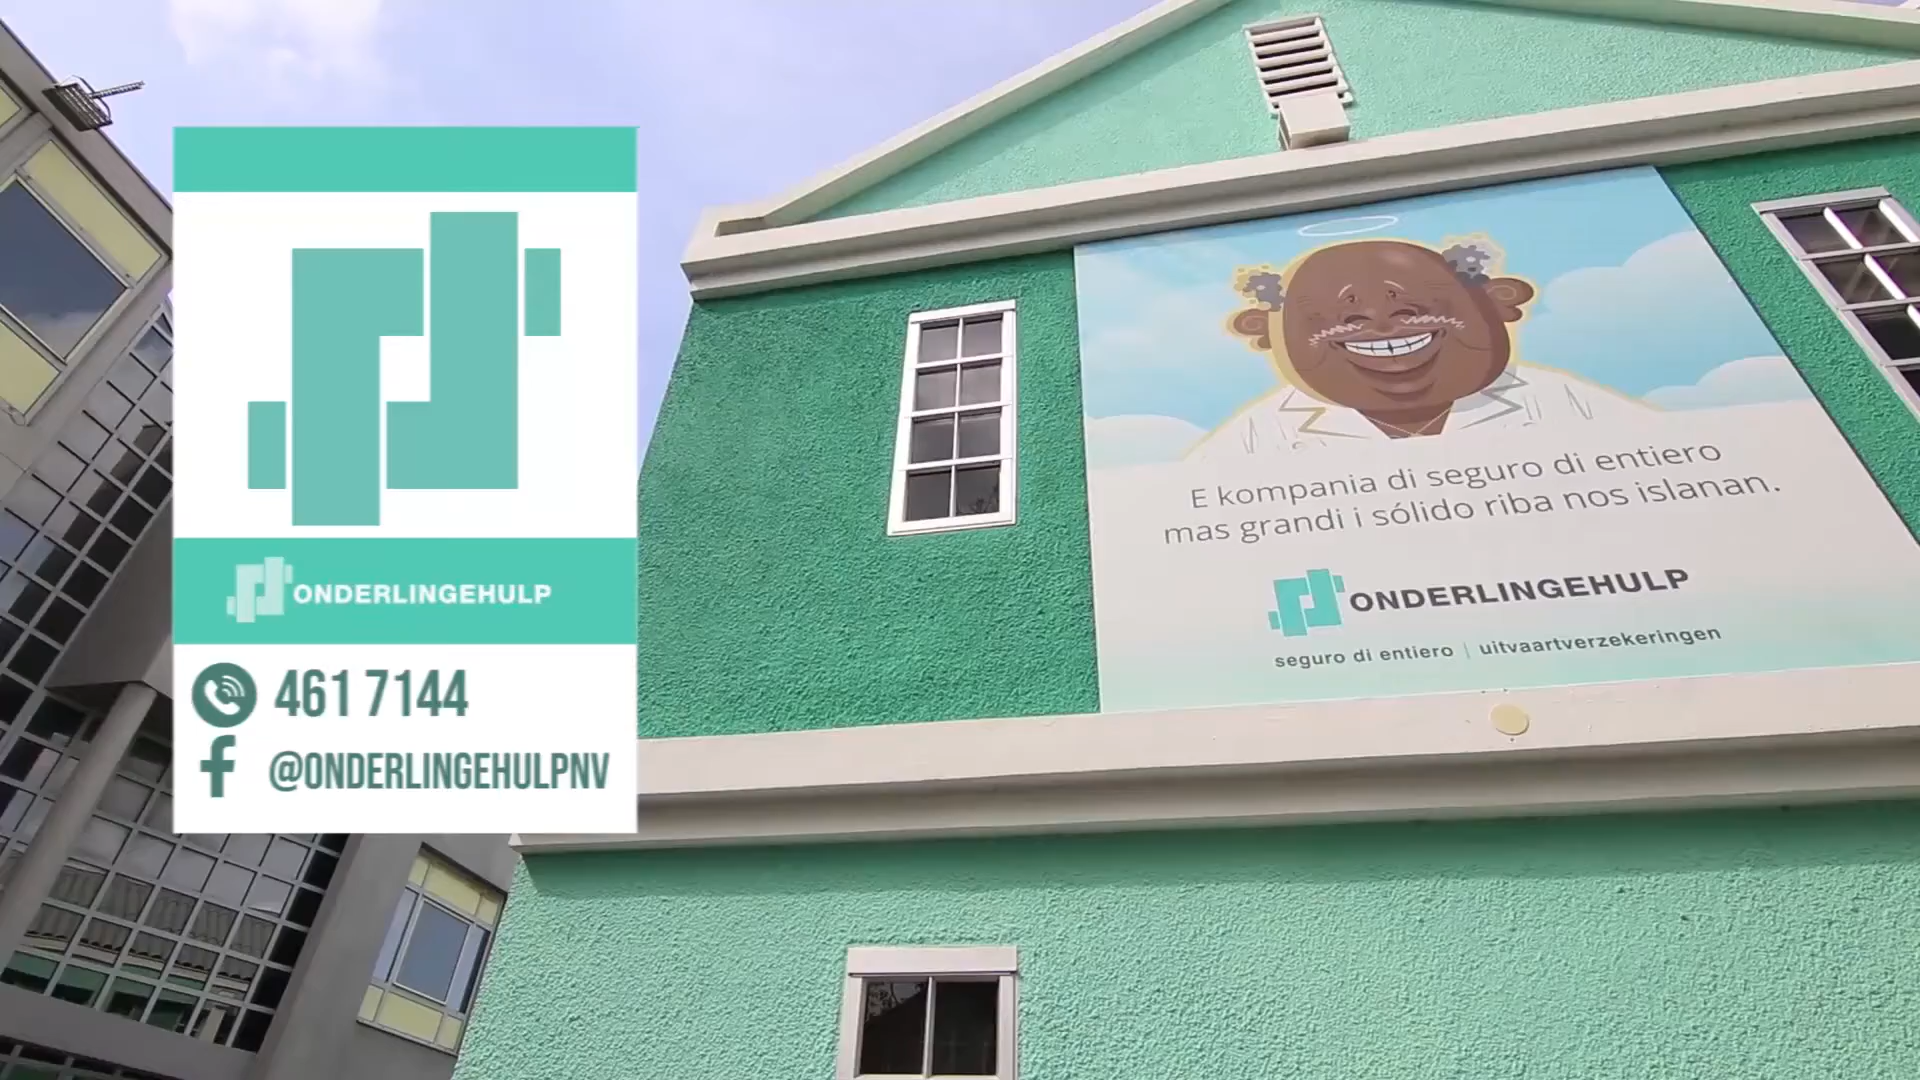 ONDERLINGEHULP
461 7144
@ONDERLINGEHULPNV
E kompania di seguro di entiero
mas grandi i sólido riba nos islanan.
ONDERLINGEHULP
seguro di entiero | uitvaartverzekeringen